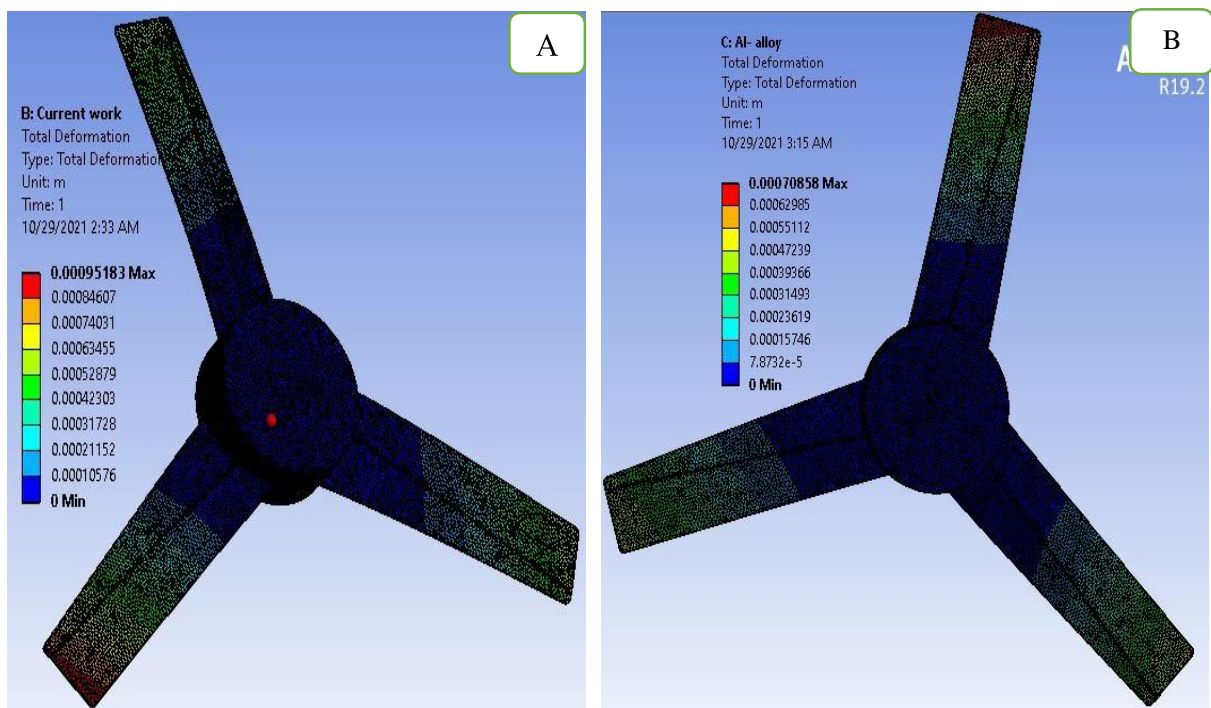 A
B: Current work
Total Deformation
Type: Total Deformation
Unit: m
Time: 1
10/29/2021 2:33 AM
0.00095183 Max
0.00084607
0.00074031
0.00063455
0.00052879
0.00042303
0.00031728
0.00021152
0.00010576
0 Min
B
A
R19.2
C: Al- alloy
Total Deformation
Type: Total Deformation
Unit: m
Time: 1
10/29/2021 3:15 AM
0.00070858 Max
0.00062985
0.00055112
0.00047239
0.00039366
0.00031493
0.00023619
0.00015746
7.8732e-5
0 Min